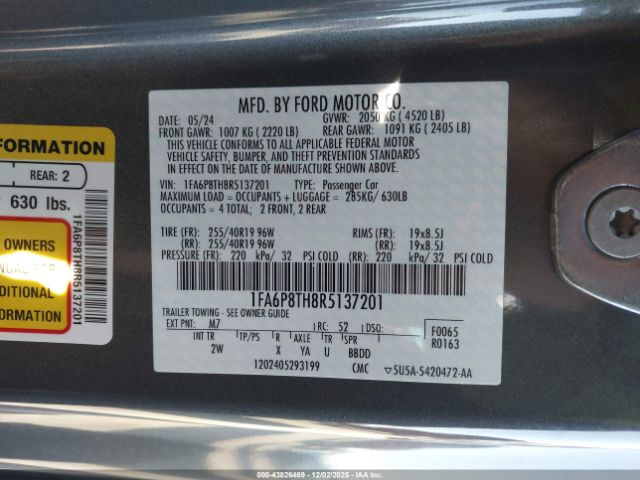 MFD. BY FORD MOTOR CO.
DATE: 05/24 GVWR: 2050 KG ( 4520 LB)
FRONT GAWR: 1007 KG ( 2220 LB) REAR GAWR: 1091 KG ( 2405 LB)
THIS VEHICLE CONFORMS TO ALL APPLICABLE FEDERAL MOTOR
VEHICLE SAFETY, BUMPER, AND THEFT PREVENTION STANDARDS
IN EFFECT ON THE DATE OF MANUFACTURE SHOWN ABOVE.
VIN: 1FA6P8TH8R5137201 TYPE: Passenger Car
MAXIMUM LOAD = OCCUPANTS + LUGGAGE = 285KG/ 630LB
OCCUPANTS = 4 TOTAL; 2 FRONT, 2 REAR
TIRE (FR): 255/40R19 96W RIMS (FR): 19x8.5J
(RR): 255/40R19 96W (RR): 19x8.5J
PRESSURE (FR): 220 kPa/ 32 PSI COLD (RR): 220 kPa/ 32 PSI COLD
1FA6P8TH8R5137201
TRAILER TOWING - SEE OWNER GUIDE
EXT PNT: M7 RC: 52 DSO: F0065
R0163
INT TR TP/PS R AXLE TR SPR
2W X YA U BBDD
1202405293199 CMC 5U5A-5420472-AA
FORMATION
REAR: 2
630 lbs.
OWNERS
MANUAL FOR
DITIONAL
FORMATION
1FA6P8TH8R5137201
000-43826469 - 12/02/2025 - IAAI.COM